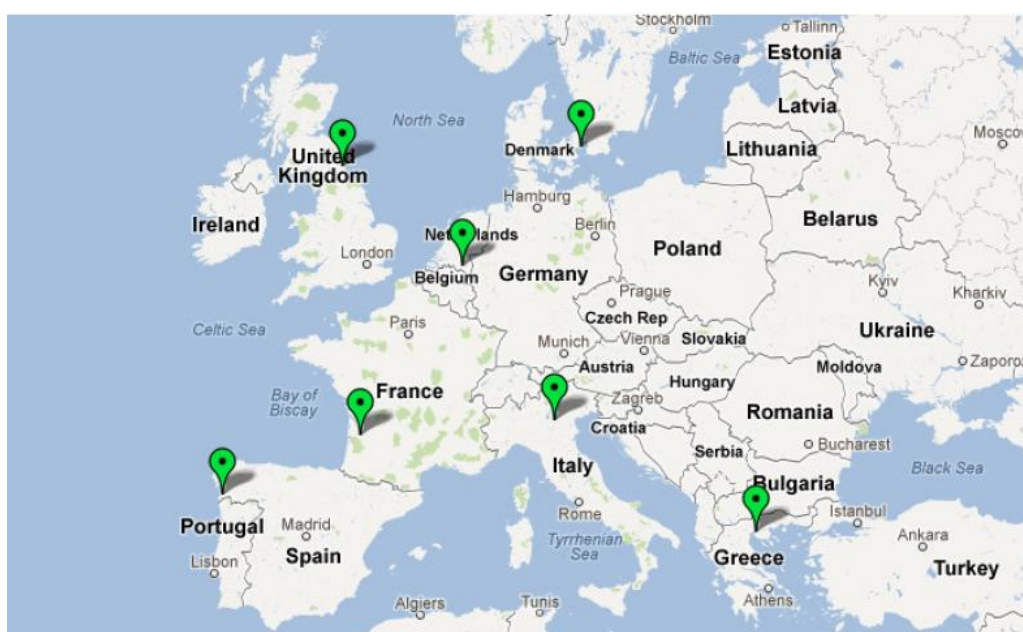 Stockholm
Tallinn
Baltic Sea
Estonia
Latvia
North Sea
Moscow
Denmark
Lithuania
United
Kingdom
Hamburg
Belarus
Ireland
Netherlands
Berlin
London
Poland
Belgium
Germany
Kyiv
Prague
Kharkiv
Czech Rep
Celtic Sea
Paris
Ukraine
Munich
Vienna
Slovakia
Zaporoz
Austria
Moldova
Hungary
France
Bay of
Biscay
Zagreb
Romania
Croatia
Bucharest
Serbia
Italy
Black Sea
Bulgaria
Rome
Istanbul
Portugal
Madrid
Ankara
Tyrrhenian
Sea
Spain
Greece
Lisbon
Turkey
Athens
Algiers
Tunis